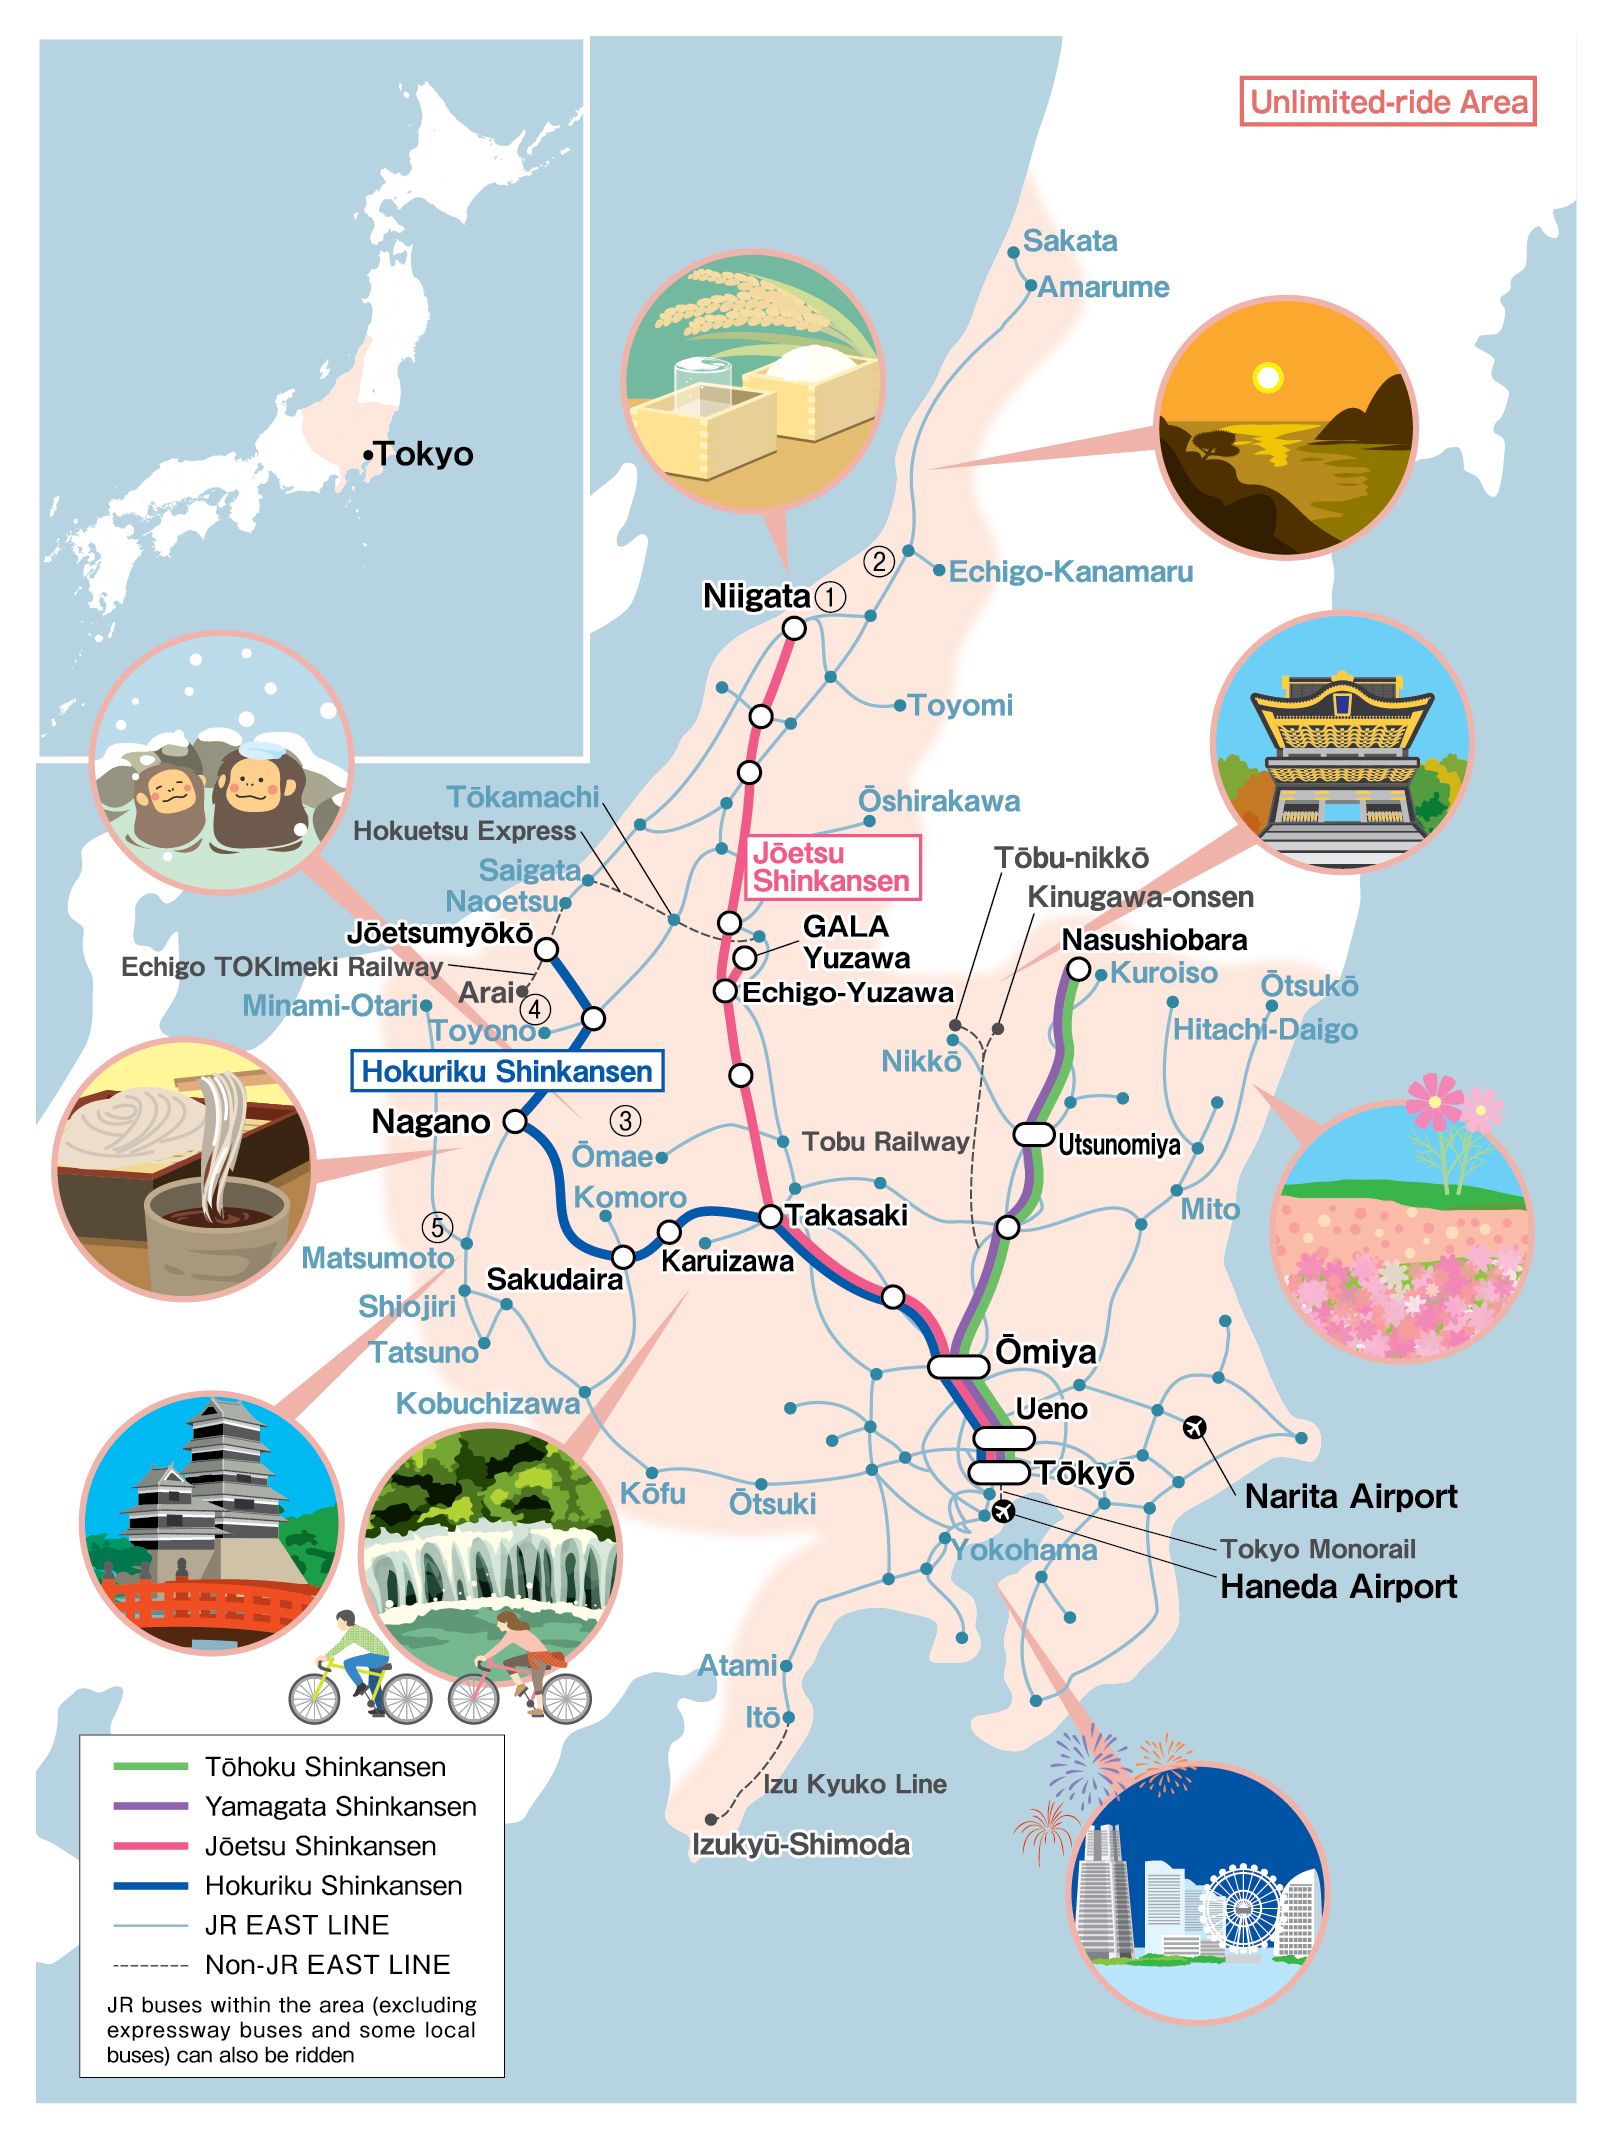 Unlimited-ride Area
Tokyo
Sakata
Amarume
Echigo-Kanamaru
②
Niigata ①
Toyomi
Tōkamachi
Hokuetsu Express
Ōshirakawa
Jōetsu
Shinkansen
Saigata
Naoetsu
Jōetsumyōkō
Echigo TOKImeki Railway
Arai
④
Minami-Otari
Toyono
GALA
Yuzawa
Echigo-Yuzawa
Tōbu-nikkō
Kinugawa-onsen
Nasushiobara
Kuroiso
Ōtsukō
Hitachi-Daigo
Nikkō
Hokuriku Shinkansen
Nagano
③
Ōmae
Tobu Railway
Utsunomiya
Komoro
Takasaki
Mito
⑤
Matsumoto
Karuizawa
Sakudaira
Shiojiri
Tatsuno
Ōmiya
Kobuchizawa
Ueno
Kōfu
Ōtsuki
Tōkyō
Narita Airport
Yokohama
Tokyo Monorail
Haneda Airport
Atami
Itō
Izu Kyuko Line
Izukyū-Shimoda
Tōhoku Shinkansen
Yamagata Shinkansen
Jōetsu Shinkansen
Hokuriku Shinkansen
JR EAST LINE
Non-JR EAST LINE
JR buses within the area (excluding
expressway buses and some local
buses) can also be ridden